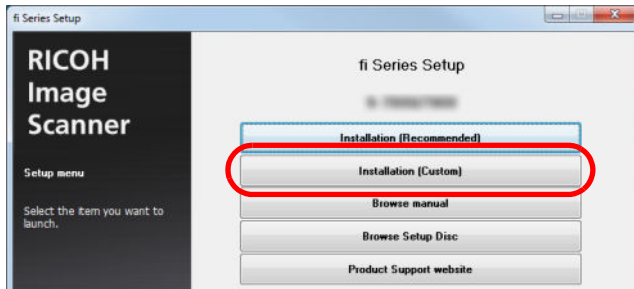 fi Series Setup
RICOH
Image
Scanner
Setup menu
Select the item you want to
launch.
fi Series Setup
Installation (Recommended)
Installation (Custom)
Browse manual
Browse Setup Disc
Product Support website